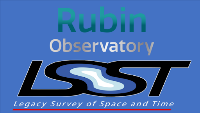 Rubin
Observatory
LSST
Legacy Survey of Space and Time